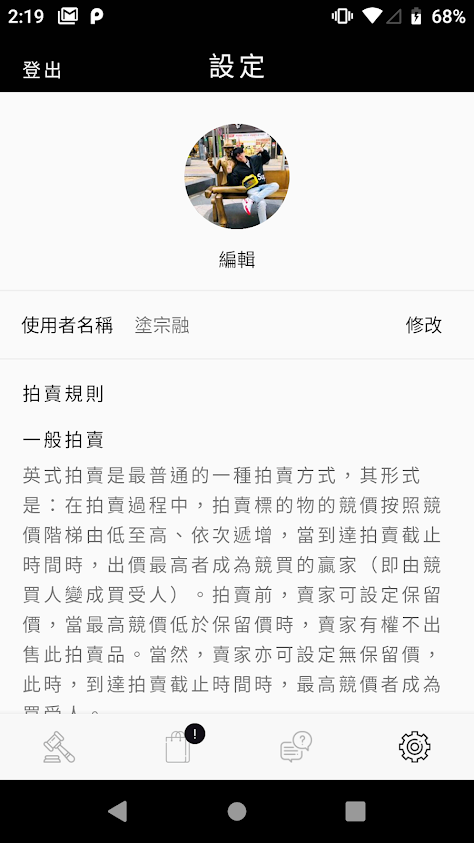 2:19
68%
登出
設定
編輯
使用者名稱 塗宗融 修改
拍賣規則
一般拍賣
英式拍賣是最普通的一種拍賣方式，其形式
是：在拍賣過程中，拍賣標的物的競價按照競
價階梯由低至高、依次遞增，當到達拍賣截止
時間時，出價最高者成為競買的贏家（即由競
買人變成買受人）。拍賣前，賣家可設定保留
價，當最高競價低於保留價時，賣家有權不出
售此拍賣品。當然，賣家亦可設定無保留價，
此時，到達拍賣截止時間時，最高競價者成為
買受人。